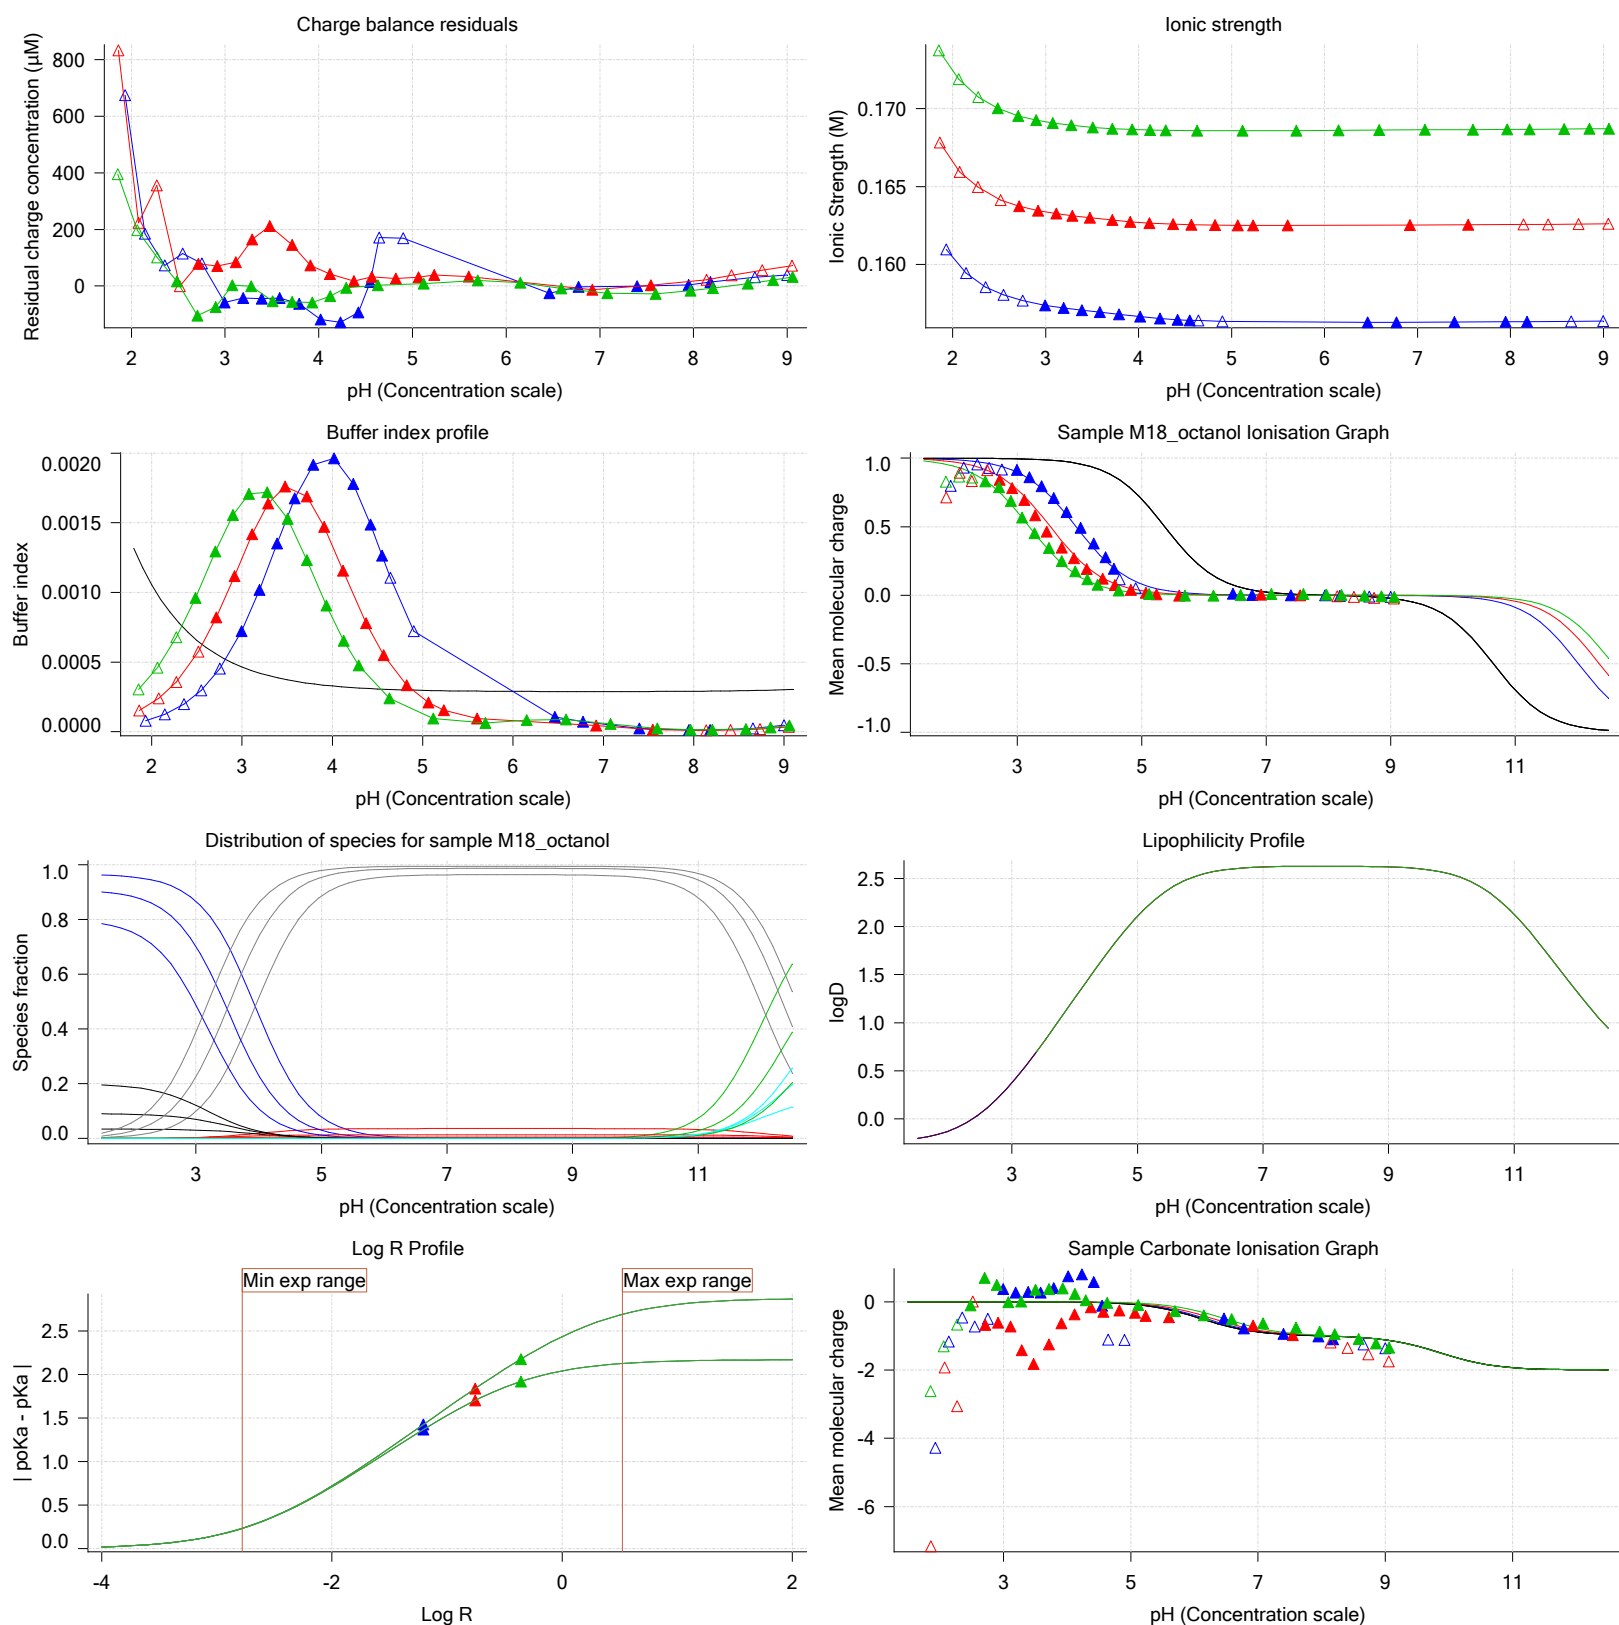 Charge balance residuals
Residual charge concentration (µM)
800
600
400
200
0
2 3 4 5 6 7 8 9
pH (Concentration scale)
Ionic strength
Ionic Strength (M)
0.170
0.165
0.160
2 3 4 5 6 7 8 9
pH (Concentration scale)
Buffer index profile
Buffer index
0.0020
0.0015
0.0010
0.0005
0.0000
2 3 4 5 6 7 8 9
pH (Concentration scale)
Sample M18_octanol Ionisation Graph
Mean molecular charge
1.0
0.5
0.0
-0.5
-1.0
3 5 7 9 11
pH (Concentration scale)
Distribution of species for sample M18_octanol
Species fraction
1.0
0.8
0.6
0.4
0.2
0.0
3 5 7 9 11
pH (Concentration scale)
Lipophilicity Profile
logD
2.5
2.0
1.5
1.0
0.5
0.0
3 5 7 9 11
pH (Concentration scale)
Log R Profile
Min exp range
Max exp range
| poKa - pKa |
2.5
2.0
1.5
1.0
0.5
0.0
-4 -2 0 2
Log R
Sample Carbonate Ionisation Graph
Mean molecular charge
0
-2
-4
-6
3 5 7 9 11
pH (Concentration scale)